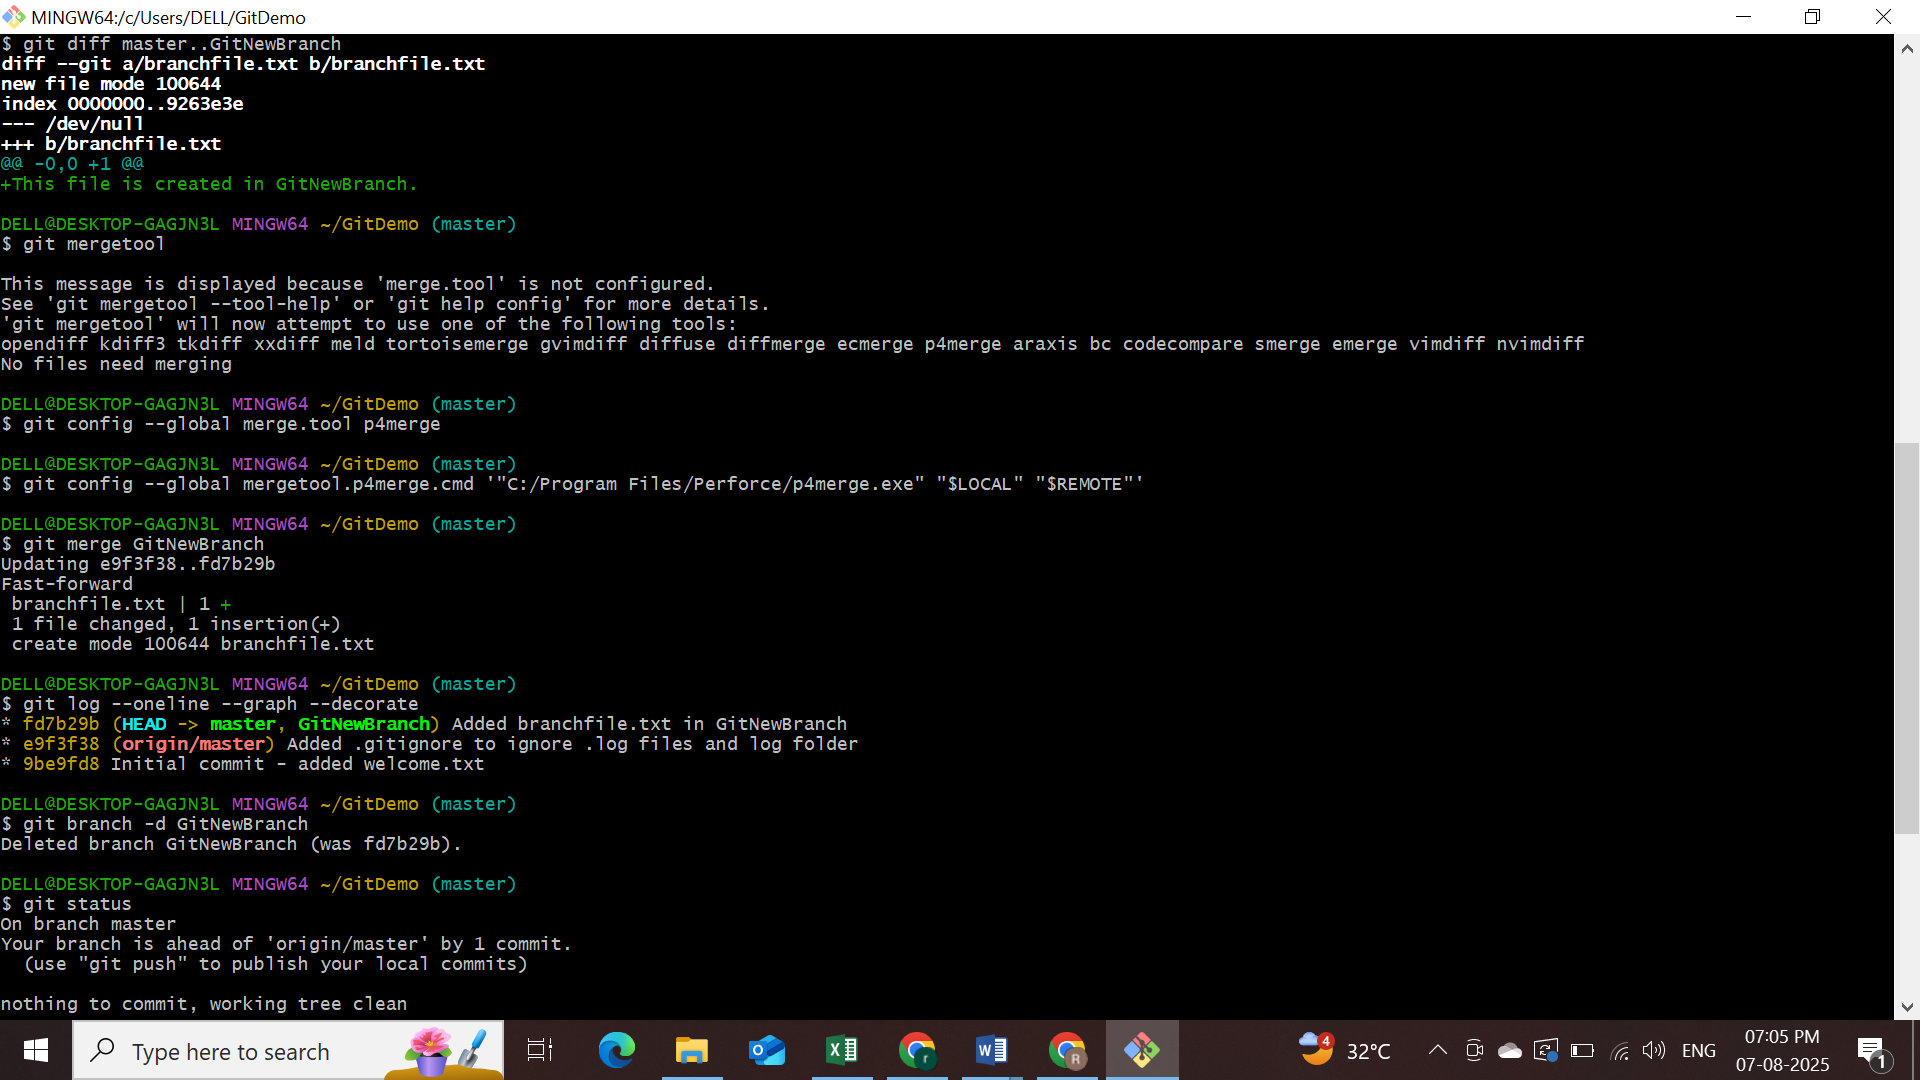 MINGW64:/c/Users/DELL/GitDemo
$ git diff master..GitNewBranch
diff --git a/branchfile.txt b/branchfile.txt
new file mode 100644
index 0000000..9263e3e
--- /dev/null
+++ b/branchfile.txt
@@ -0,0 +1 @@
+This file is created in GitNewBranch.
DELL@DESKTOP-GAGJN3L MINGW64 ~/GitDemo (master)
$ git mergetool
This message is displayed because 'merge.tool' is not configured.
See 'git mergetool --tool-help' or 'git help config' for more details.
'git mergetool' will now attempt to use one of the following tools:
opendiff kdiff3 tkdiff xxdiff meld tortoisemerge gvimdiff diffuse diffmerge ecmerge p4merge araxis bc codecompare smerge emerge vimdiff nvimdiff
No files need merging
DELL@DESKTOP-GAGJN3L MINGW64 ~/GitDemo (master)
$ git config --global merge.tool p4merge
DELL@DESKTOP-GAGJN3L MINGW64 ~/GitDemo (master)
$ git config --global mergetool.p4merge.cmd '"C:/Program Files/Perforce/p4merge.exe" "$LOCAL" "$REMOTE"'
DELL@DESKTOP-GAGJN3L MINGW64 ~/GitDemo (master)
$ git merge GitNewBranch
Updating e9f3f38..fd7b29b
Fast-forward
 branchfile.txt | 1 +
 1 file changed, 1 insertion(+)
 create mode 100644 branchfile.txt
DELL@DESKTOP-GAGJN3L MINGW64 ~/GitDemo (master)
$ git log --oneline --graph --decorate
* fd7b29b (HEAD -> master, GitNewBranch) Added branchfile.txt in GitNewBranch
* e9f3f38 (origin/master) Added .gitignore to ignore .log files and log folder
* 9be9fd8 Initial commit - added welcome.txt
DELL@DESKTOP-GAGJN3L MINGW64 ~/GitDemo (master)
$ git branch -d GitNewBranch
Deleted branch GitNewBranch (was fd7b29b).
DELL@DESKTOP-GAGJN3L MINGW64 ~/GitDemo (master)
$ git status
On branch master
Your branch is ahead of 'origin/master' by 1 commit.
  (use "git push" to publish your local commits)
nothing to commit, working tree clean
Type here to search
4
32°C
ENG
07:05 PM
07-08-2025
1